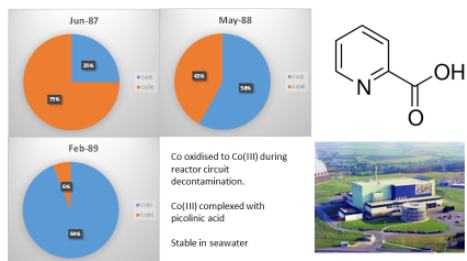 Jun-87
25%
75%
May-88
42%
58%
N
OH
O
Feb-89
6%
94%
Co oxidised to Co(III) during
reactor circuit
decontamination.
Co(III) complexed with
picolinic acid
Stable in seawater